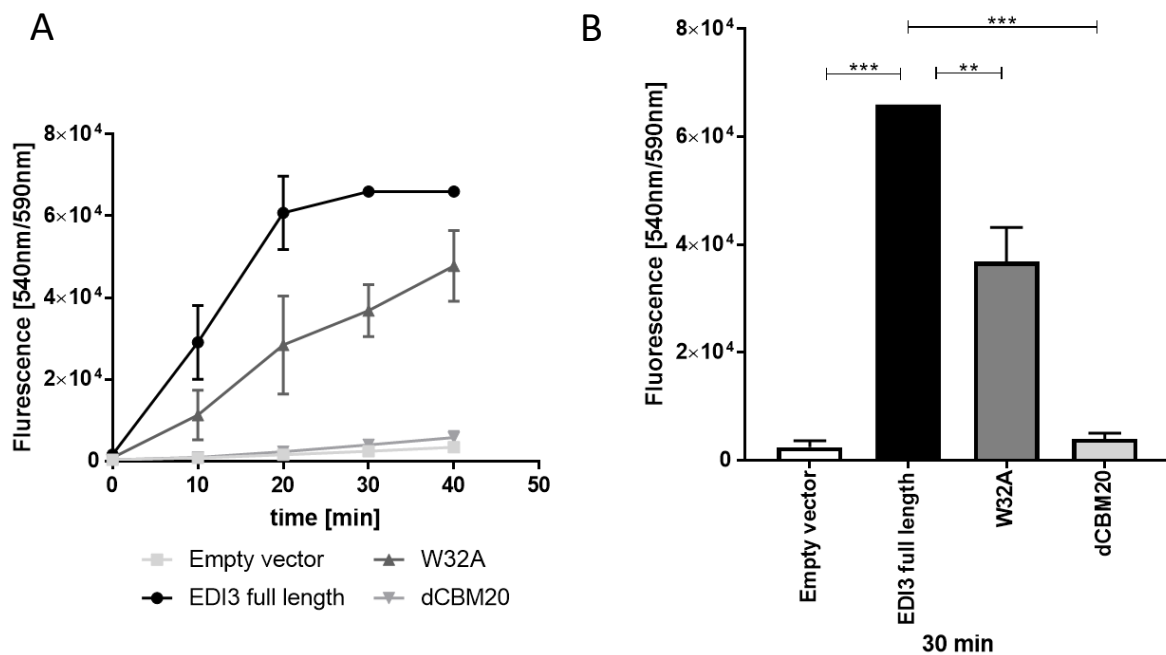 A
Flurescence [540nm/590nm]
8×10⁴
6×10⁴
4×10⁴
2×10⁴
0
0 10 20 30 40 50
time [min]
Empty vector W32A
EDI3 full length dCBM20
B
Fluorescence [540nm/590nm]
8×10⁴
6×10⁴
4×10⁴
2×10⁴
0
***
*** **
Empty vector
EDI3 full length
W32A
dCBM20
30 min